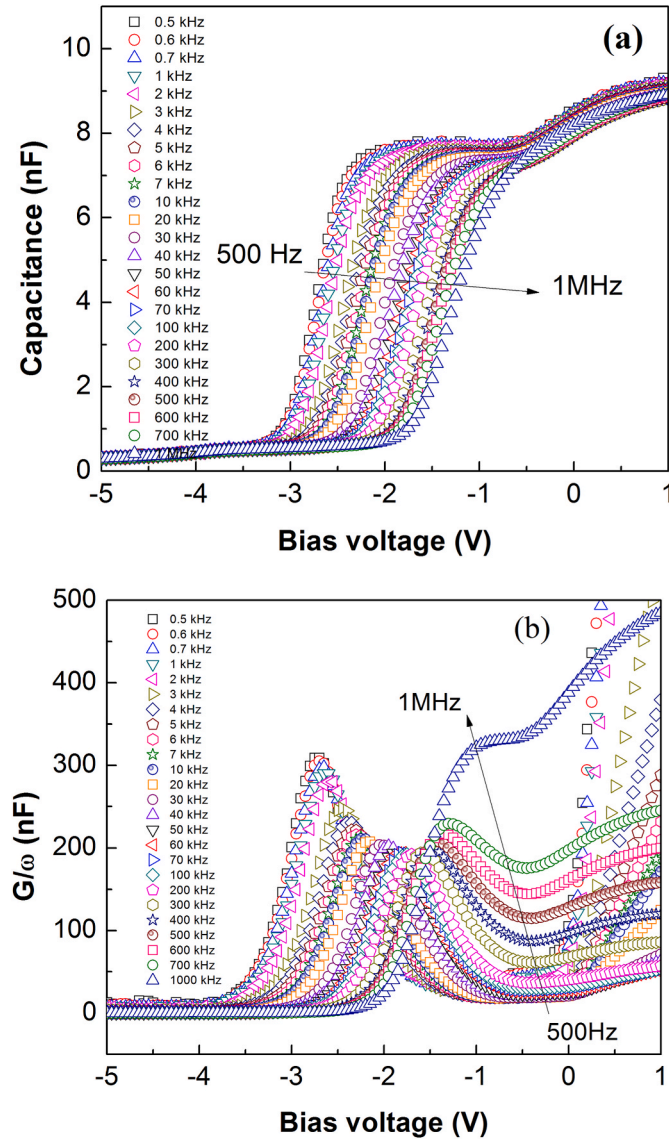 (a)
0.5 kHz
0.6 kHz
0.7 kHz
1 kHz
2 kHz
3 kHz
4 kHz
5 kHz
6 kHz
7 kHz
10 kHz
20 kHz
30 kHz
40 kHz
50 kHz
60 kHz
70 kHz
100 kHz
200 kHz
300 kHz
400 kHz
500 kHz
600 kHz
700 kHz
1 MHz
500 Hz
1MHz
Capacitance (nF)
10
8
6
4
2
0
-5 -4 -3 -2 -1 0 1
Bias voltage (V)
(b)
0.5 kHz
0.6 kHz
0.7 kHz
1 kHz
2 kHz
3 kHz
4 kHz
5 kHz
6 kHz
7 kHz
10 kHz
20 kHz
30 kHz
40 kHz
50 kHz
60 kHz
70 kHz
100 kHz
200 kHz
300 kHz
400 kHz
500 kHz
600 kHz
700 kHz
1000 kHz
1MHz
500Hz
G/ω (nF)
500
400
300
200
100
0
-5 -4 -3 -2 -1 0 1
Bias voltage (V)